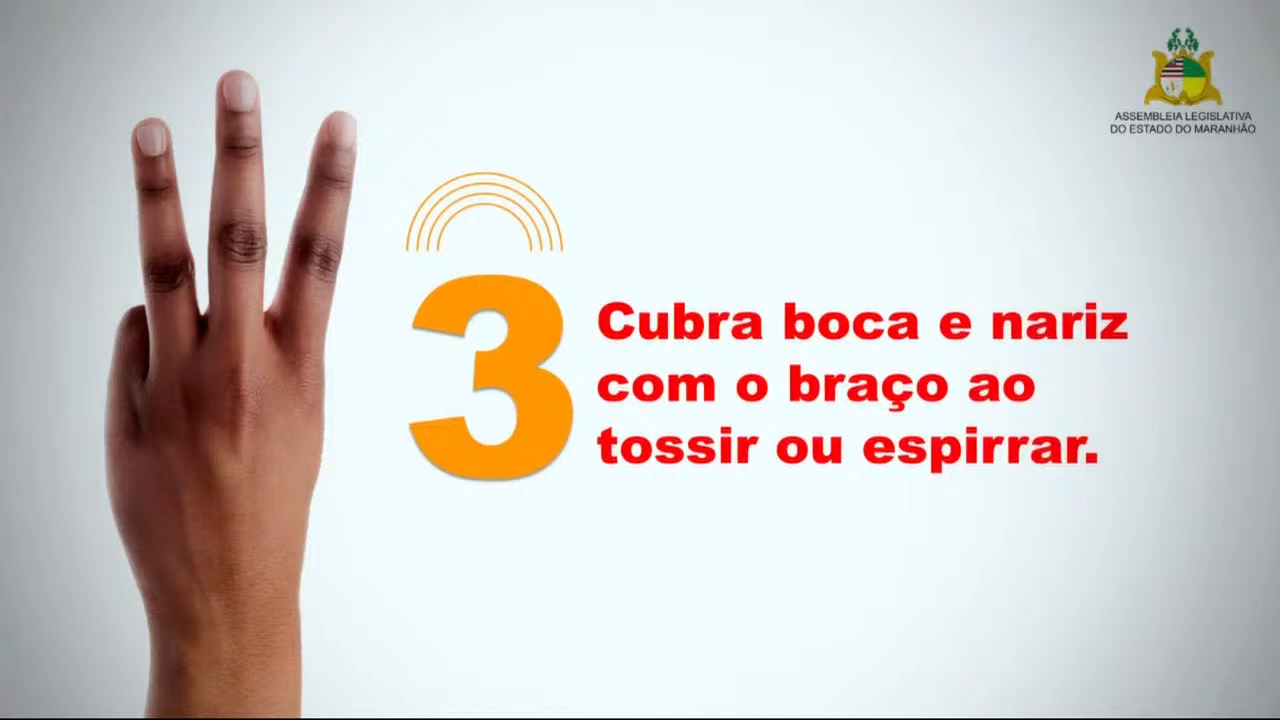 ASSEMBLEIA LEGISLATIVA
DO ESTADO DO MARANHÃO
3
Cubra boca e nariz
com o braço ao
tossir ou espirrar.